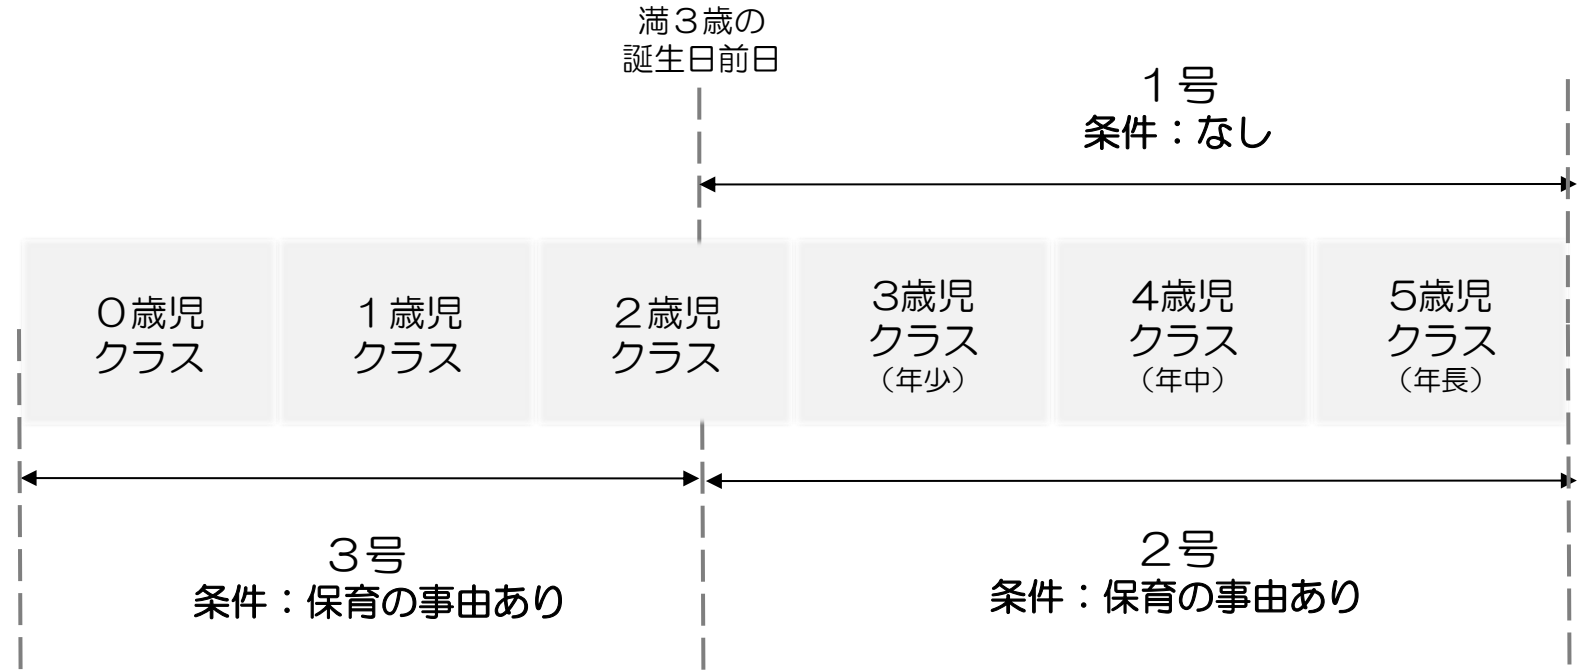 満３歳の
誕生日前日
１号
条件：なし
０歳児
クラス
１歳児
クラス
２歳児
クラス
３歳児
クラス
（年少）
４歳児
クラス
（年中）
５歳児
クラス
（年長）
３号
条件：保育の事由あり
２号
条件：保育の事由あり